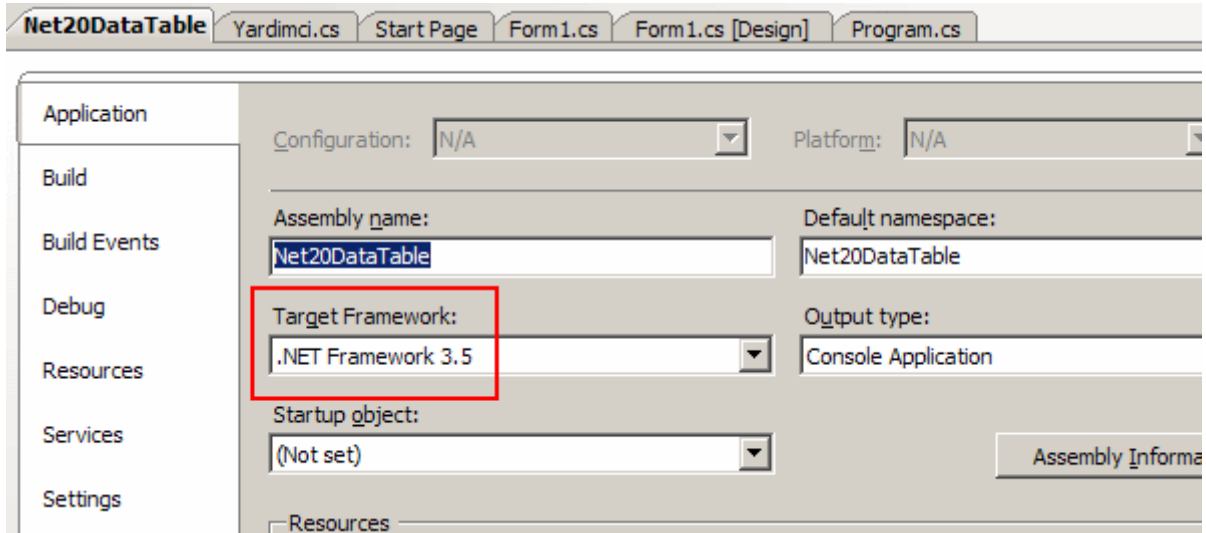 Net20DataTable Yardimci.cs Start Page Form1.cs Form1.cs [Design] Program.cs
Application
Configuration: N/A Platform: N/A
Build
Assembly name: Default namespace:
Build Events
Net20DataTable Net20DataTable
Debug
Target Framework: Output type:
.NET Framework 3.5 Console Application
Resources
Startup object:
Services
(Not set) Assembly Informa
Settings
Resources